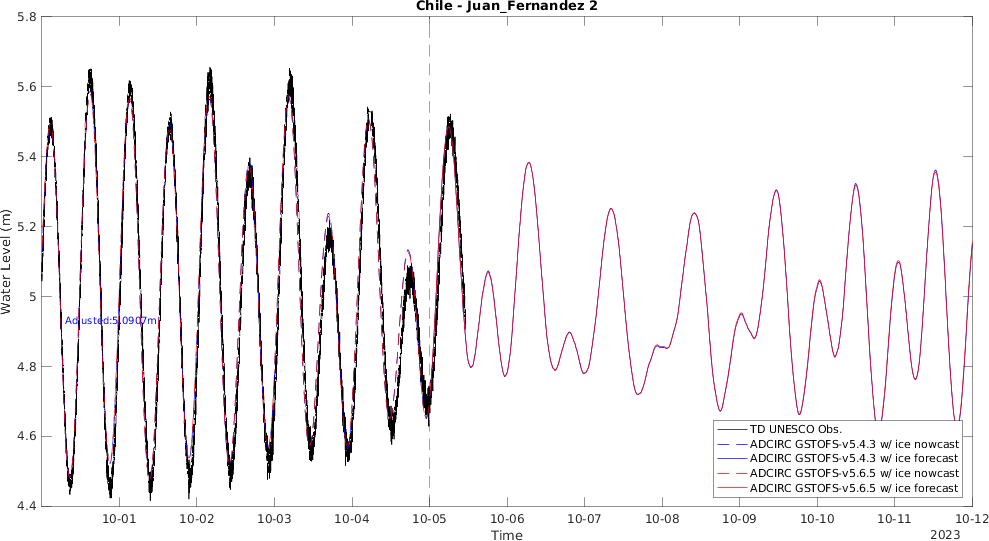 Chile - Juan_Fernandez 2
5.8
5.6
5.4
5.2
5
4.8
4.6
4.4
Water Level (m)
Adjusted:5.0907m
TD UNESCO Obs.
ADCIRC GSTOFS-v5.4.3 w/ ice nowcast
ADCIRC GSTOFS-v5.4.3 w/ ice forecast
ADCIRC GSTOFS-v5.6.5 w/ ice nowcast
ADCIRC GSTOFS-v5.6.5 w/ ice forecast
10-01 10-02 10-03 10-04 10-05 10-06 10-07 10-08 10-09 10-10 10-11 10-12
Time
2023